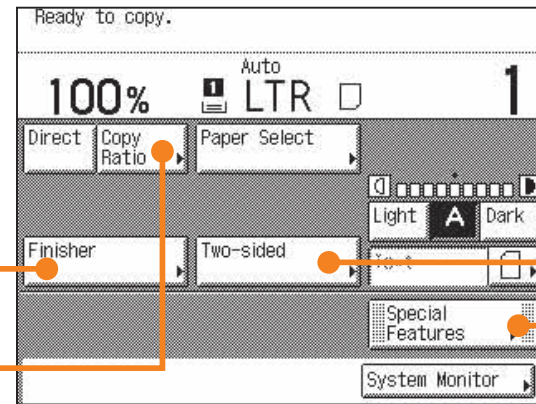 Ready to copy.
Auto
100%
1
LTR
1
Direct
Copy
Ratio
Paper Select
Light
A
Dark
Finisher
Two-sided
Special
Features
System Monitor